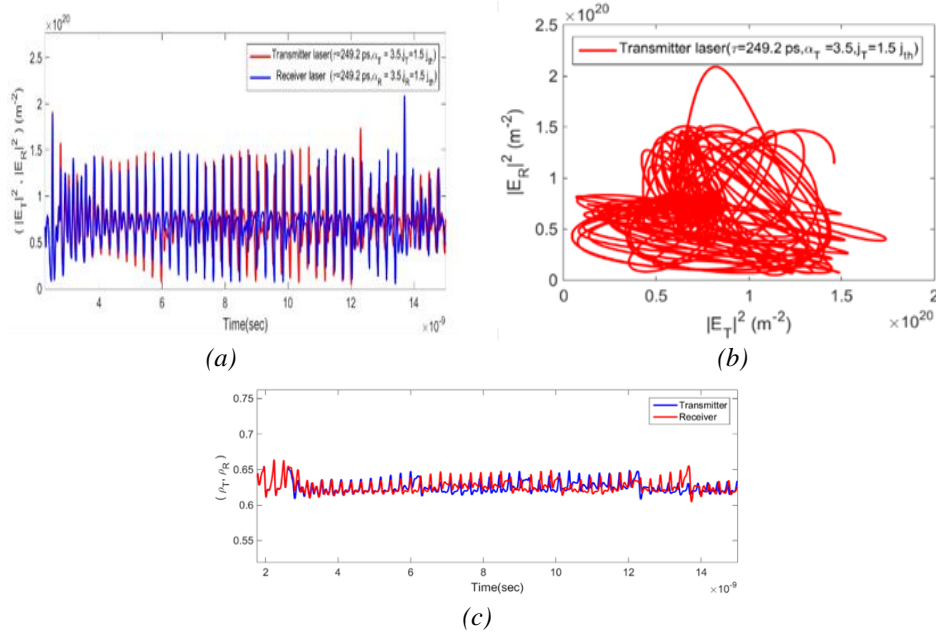 ×10^20
2.5
2
1.5
1
0.5
0
( |E_T|^2 , |E_R|^2 ) (m^-2)
Transmitter laser(τ=249.2 ps,α_T = 3.5,j_T=1.5 j_th)
Receiver laser (τ=249.2 ps,α_R = 3.5,j_R=1.5 j_th)
4 6 8 10 12 14
Time(sec)
×10^-9
(a)
(b)
×10^20
2.5
2
1.5
1
0.5
0
|E_R|^2 (m^-2)
Transmitter laser(τ=249.2 ps,α_T =3.5,j_T=1.5 j_th)
0 0.5 1 1.5 2
|E_T|^2 (m^-2)
×10^20
(b)
0.75
0.7
0.65
0.6
0.55
( ρ_T, ρ_R )
Transmitter
Receiver
2 4 6 8 10 12 14
Time(sec)
×10^-9
(c)